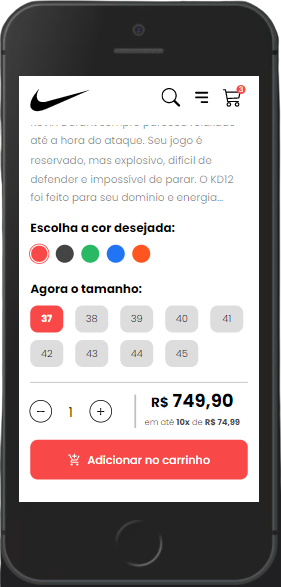 3
até a hora do ataque. Seu jogo é
reservado, mas explosivo, difícil de
defender e impossível de parar. O KD12
foi feito para seu domínio e energia...
Escolha a cor desejada:
Agora o tamanho:
37 38 39 40 41
42 43 44 45
1 R$ 749,90
em até 10x de R$ 74,99
Adicionar no carrinho